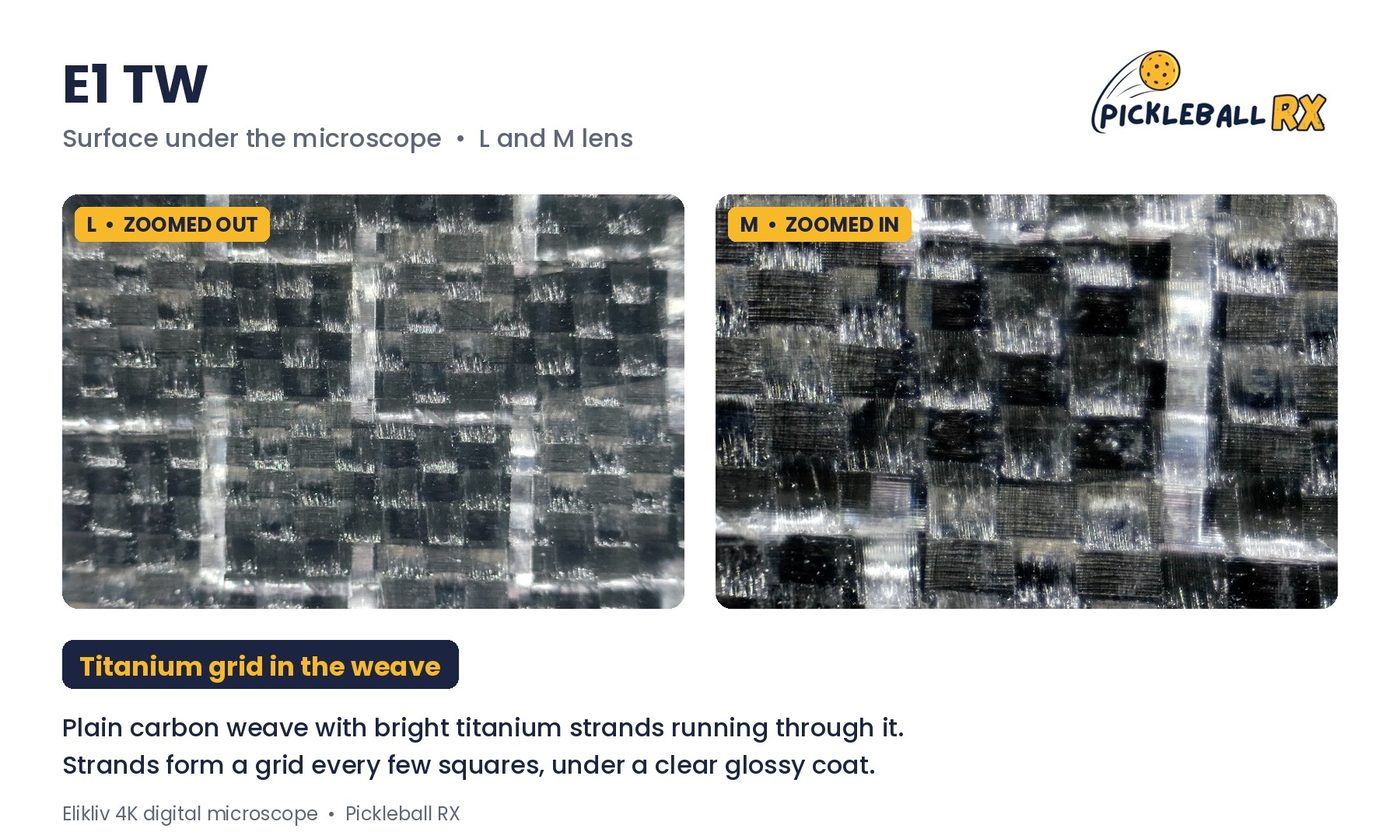 E1 TW
Surface under the microscope • L and M lens
PICKLEBALL RX
L • ZOOMED OUT
M • ZOOMED IN
Titanium grid in the weave
Plain carbon weave with bright titanium strands running through it.
Strands form a grid every few squares, under a clear glossy coat.
Elikliv 4K digital microscope • Pickleball RX